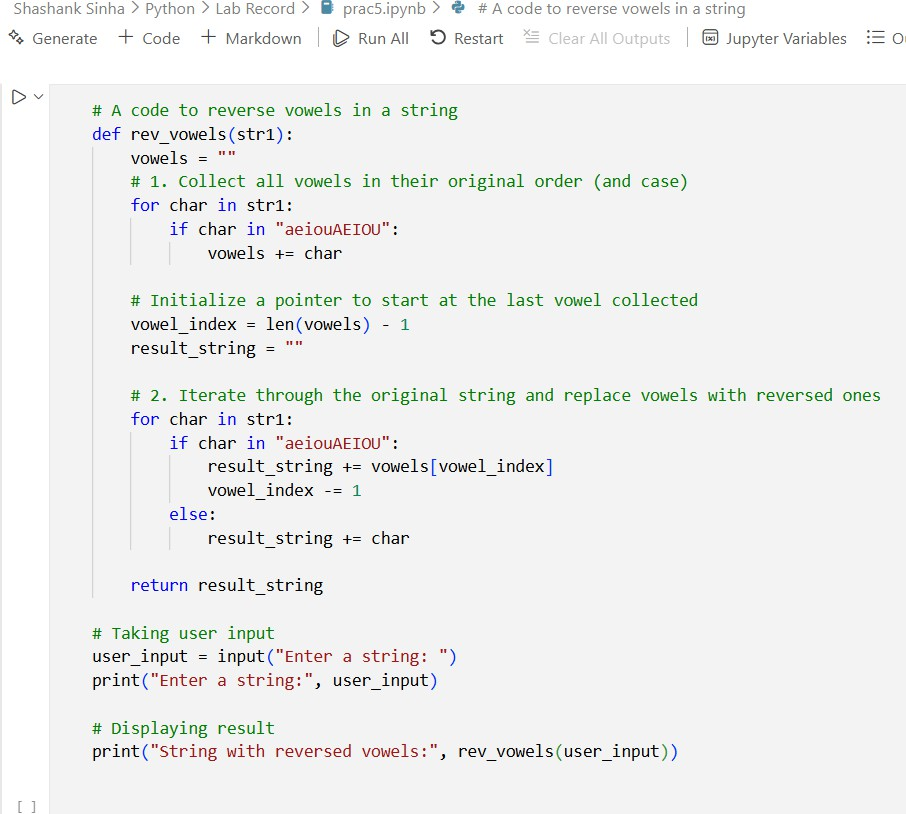 Shashank Sinha > Python > Lab Record > prac5.ipynb > # A code to reverse vowels in a string
Generate + Code + Markdown | Run All Restart Clear All Outputs | Jupyter Variables
# A code to reverse vowels in a string
def rev_vowels(str1):
    vowels = ""
    # 1. Collect all vowels in their original order (and case)
    for char in str1:
        if char in "aeiouAEIOU":
            vowels += char

    # Initialize a pointer to start at the last vowel collected
    vowel_index = len(vowels) - 1
    result_string = ""

    # 2. Iterate through the original string and replace vowels with reversed ones
    for char in str1:
        if char in "aeiouAEIOU":
            result_string += vowels[vowel_index]
            vowel_index -= 1
        else:
            result_string += char

    return result_string

# Taking user input
user_input = input("Enter a string: ")
print("Enter a string:", user_input)

# Displaying result
print("String with reversed vowels:", rev_vowels(user_input))
[ ]